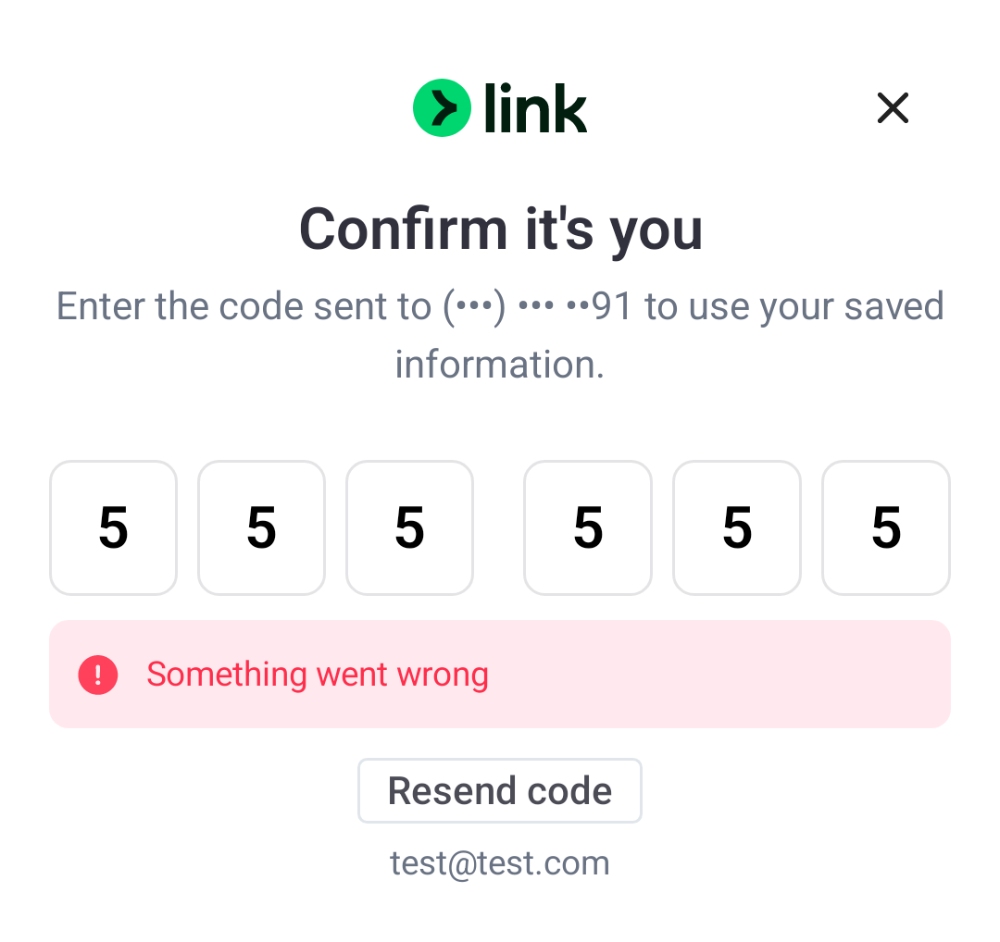 link
Confirm it's you
Enter the code sent to (•••) ••• ••91 to use your saved
information.
5 5 5 5 5 5
Something went wrong
Resend code
test@test.com